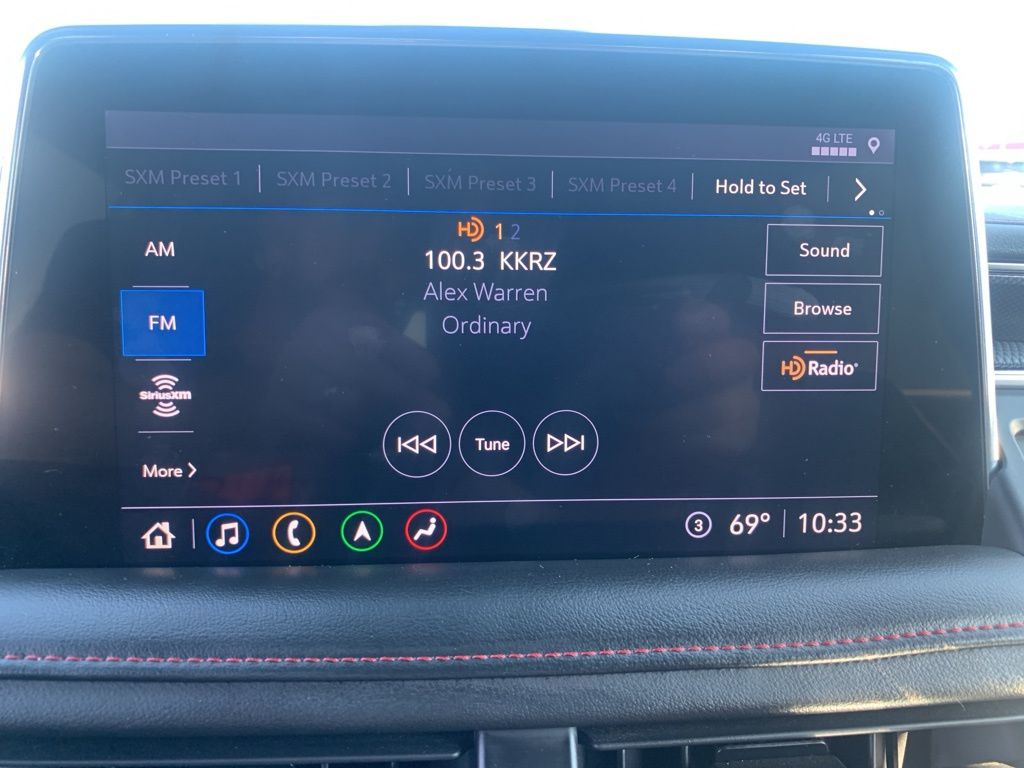 4G LTE
SXM Preset 1 SXM Preset 2 SXM Preset 3 SXM Preset 4 Hold to Set
HD 1 2
100.3 KKRZ
Alex Warren
Ordinary
AM
FM
SiriusXM
More
Sound
Browse
HD Radio
Tune
3 69° 10:33